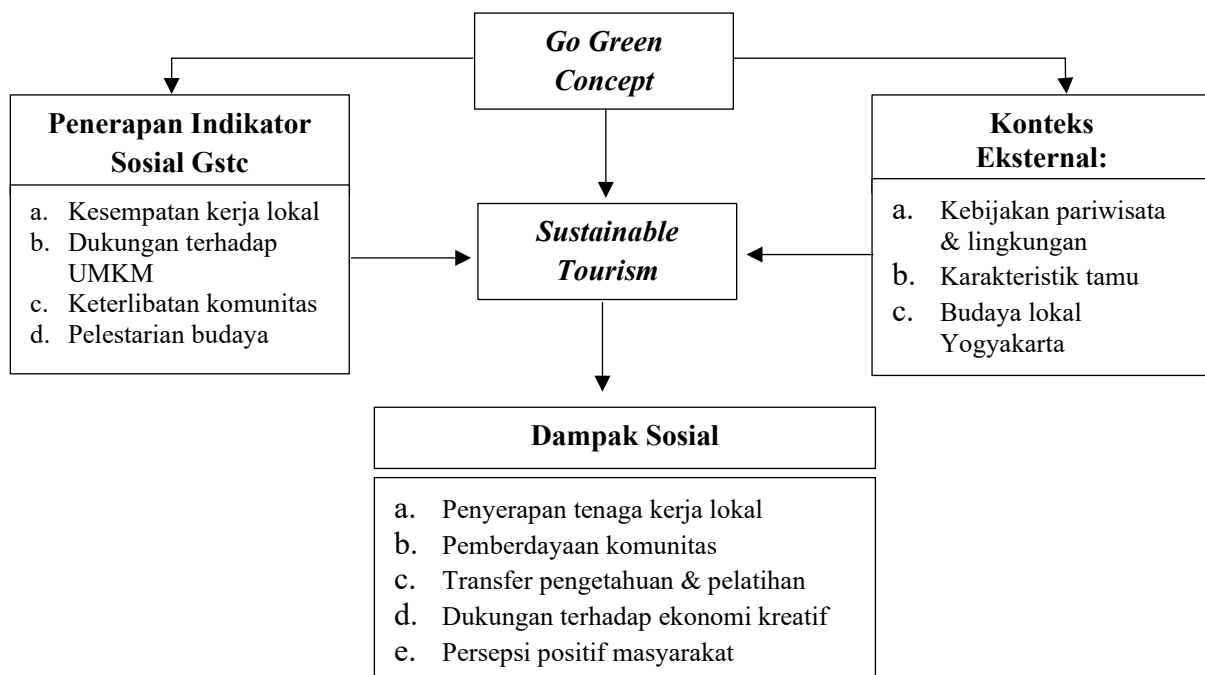 Go Green
Concept
Penerapan Indikator
Sosial Gstc
a. Kesempatan kerja lokal
b. Dukungan terhadap
UMKM
c. Keterlibatan komunitas
d. Pelestarian budaya
Sustainable
Tourism
Konteks
Eksternal:
a. Kebijakan pariwisata
& lingkungan
b. Karakteristik tamu
c. Budaya lokal
Yogyakarta
Dampak Sosial
a. Penyerapan tenaga kerja lokal
b. Pemberdayaan komunitas
c. Transfer pengetahuan & pelatihan
d. Dukungan terhadap ekonomi kreatif
e. Persepsi positif masyarakat